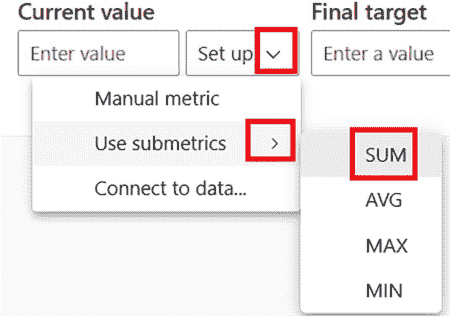 Current value Final target
Enter value Set up Enter a value
Manual metric
Use submetrics
SUM
Connect to data...
AVG
MAX
MIN